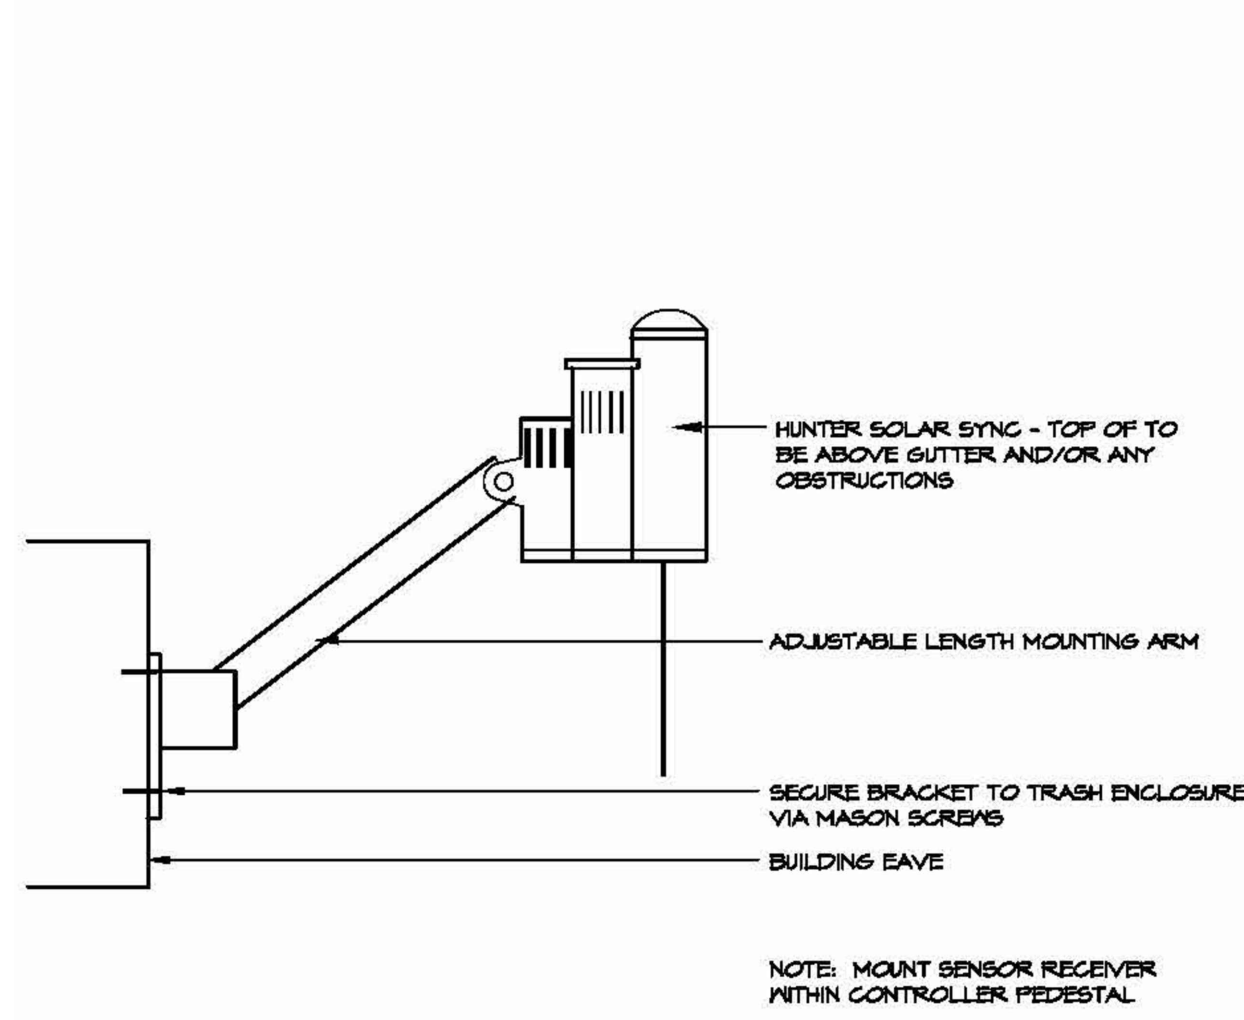 HUNTER SOLAR SYNC - TOP OF TO
BE ABOVE GUTTER AND/OR ANY
OBSTRUCTIONS
ADJUSTABLE LENGTH MOUNTING ARM
SECURE BRACKET TO TRASH ENCLOSURE
VIA MASON SCREWS
BUILDING EAVE
NOTE: MOUNT SENSOR RECEIVER
WITHIN CONTROLLER PEDESTAL